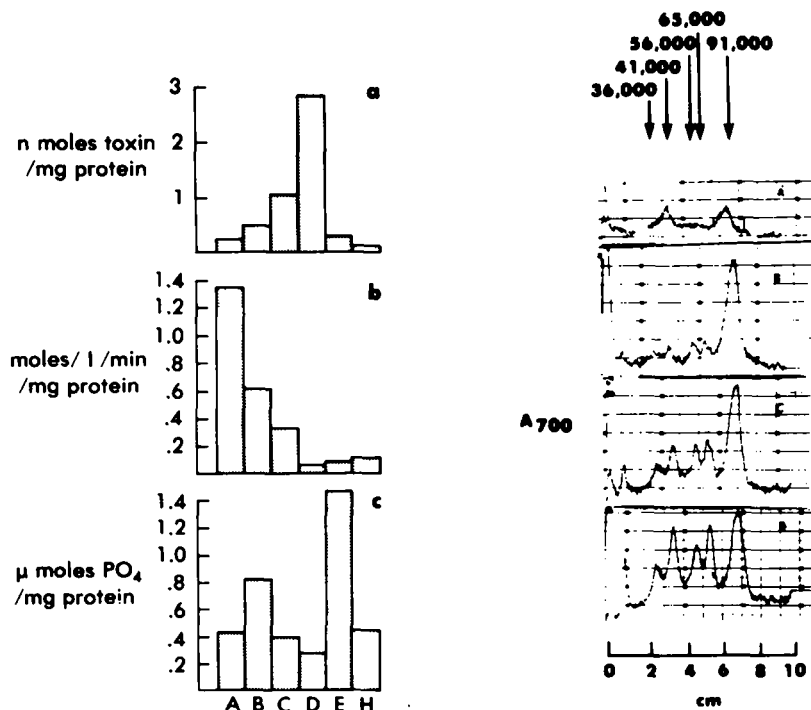 3
a
n moles toxin
2
/mg protein
1
1.4
b
1.2
1.0
moles/ l /min
.8
/mg protein
.6
.4
.2
1.4
c
1.2
1.0
μ moles PO4
.8
/mg protein
.6
.4
.2
A B C D E H
65,000
56,000 91,000
41,000
36,000
A
B
C
A700
D
0 2 4 6 8 10
cm